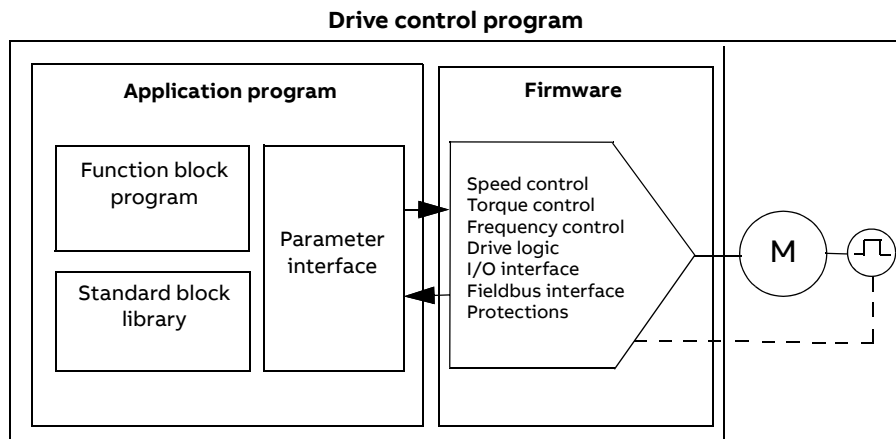 Drive control program
Application program
Firmware
Function block
program
Standard block
library
Parameter
interface
Speed control
Torque control
Frequency control
Drive logic
I/O interface
Fieldbus interface
Protections
M